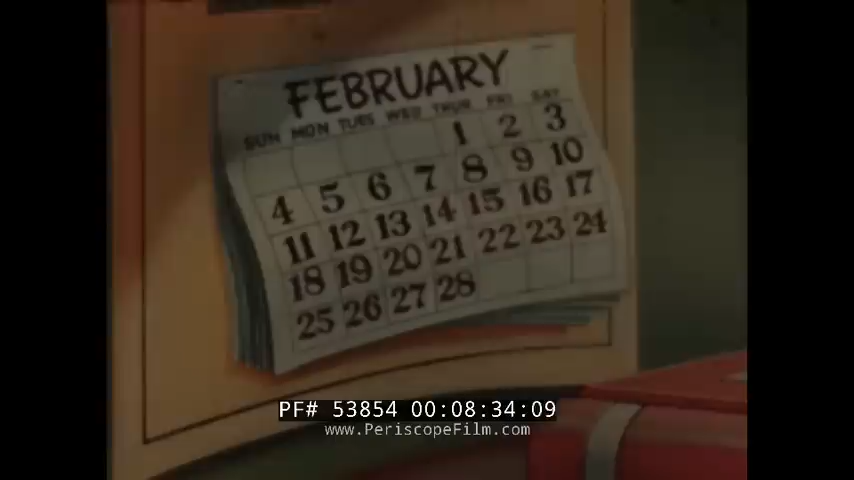 FEBRUARY
SUN MON TUES WED THUR FRI SAT
1 2 3
4 5 6 7 8 9 10
11 12 13 14 15 16 17
18 19 20 21 22 23 24
25 26 27 28
PF# 53854 00:08:34:09
www.PeriscopeFilm.com